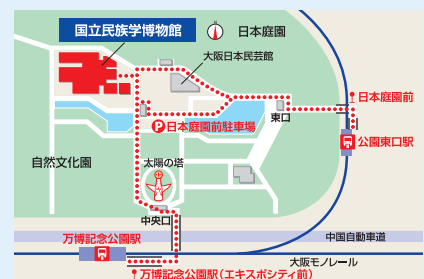 国立民族学博物館
日本庭園
大阪日本民芸館
日本庭園前
P日本庭園前駐車場
東口
公園東口駅
自然文化園
太陽の塔
中央口
万博記念公園駅
中国自動車道
大阪モノレール
万博記念公園駅(エキスポシティ前)